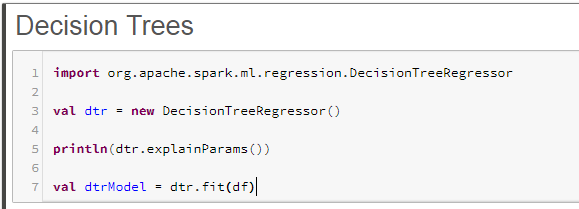 Decision Trees
1 import org.apache.spark.ml.regression.DecisionTreeRegressor
2
3 val dtr = new DecisionTreeRegressor()
4
5 println(dtr.explainParams())
6
7 val dtrModel = dtr.fit(df)